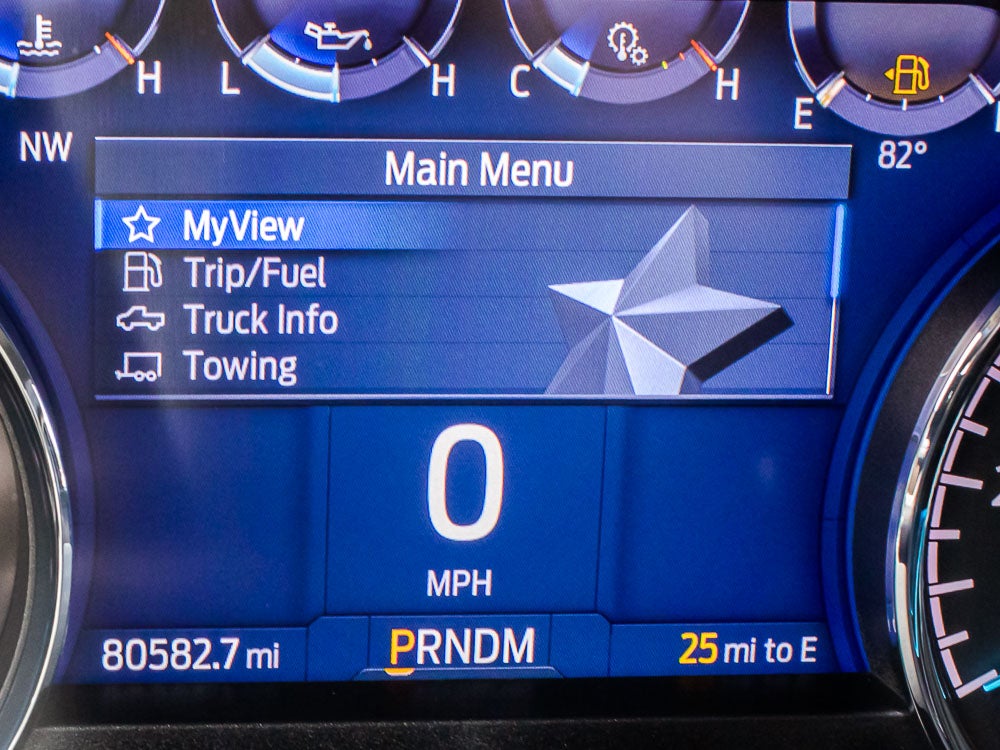 H L H C H E
NW
82°
Main Menu
MyView
Trip/Fuel
Truck Info
Towing
0
MPH
80582.7 mi
PRNDM
25 mi to E